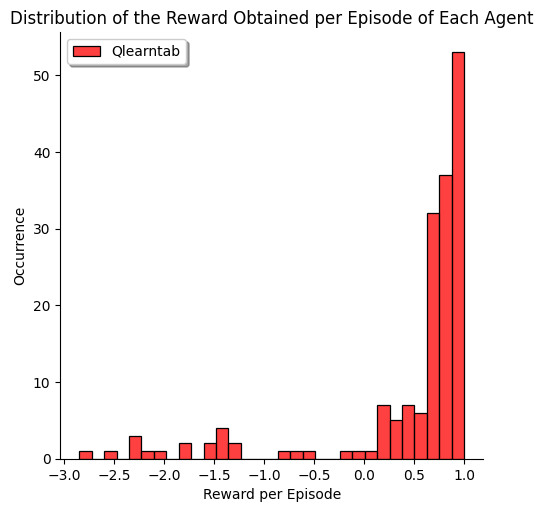 Distribution of the Reward Obtained per Episode of Each Agent
Qlearntab
50
40
30
20
10
0
Occurrence
−3.0 −2.5 −2.0 −1.5 −1.0 −0.5 0.0 0.5 1.0
Reward per Episode